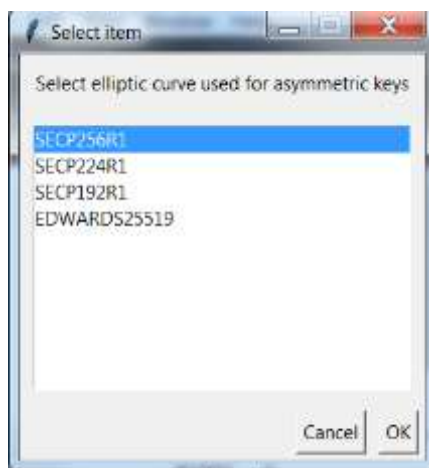 Select item
Select elliptic curve used for asymmetric keys
SECP256R1
SECP224R1
SECP192R1
EDWARDS25519
Cancel OK